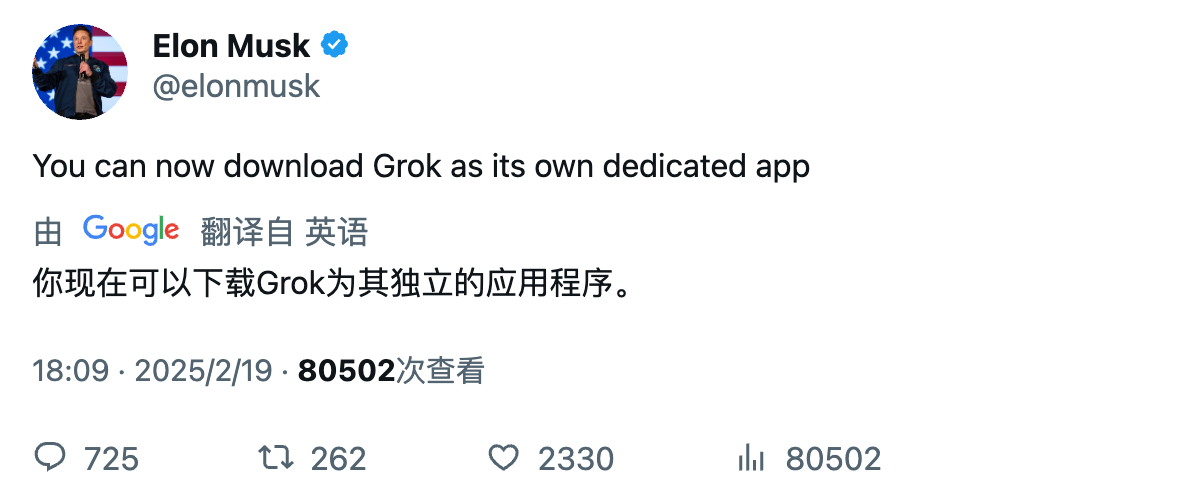 Elon Musk
@elonmusk
You can now download Grok as its own dedicated app
由 Google 翻译自 英语
你现在可以下载Grok为其独立的应用程序。
18:09 · 2025/2/19 · 80502次查看
725 262 2330 80502